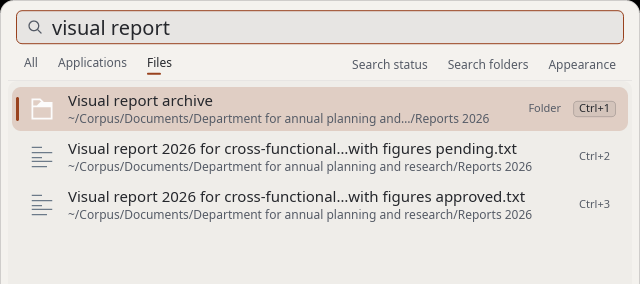 visual report
All Applications Files Search status Search folders Appearance
Visual report archive
~/Corpus/Documents/Department for annual planning and.../Reports 2026
Folder Ctrl+1
Visual report 2026 for cross-functional...with figures pending.txt
~/Corpus/Documents/Department for annual planning and research/Reports 2026
Ctrl+2
Visual report 2026 for cross-functional...with figures approved.txt
~/Corpus/Documents/Department for annual planning and research/Reports 2026
Ctrl+3